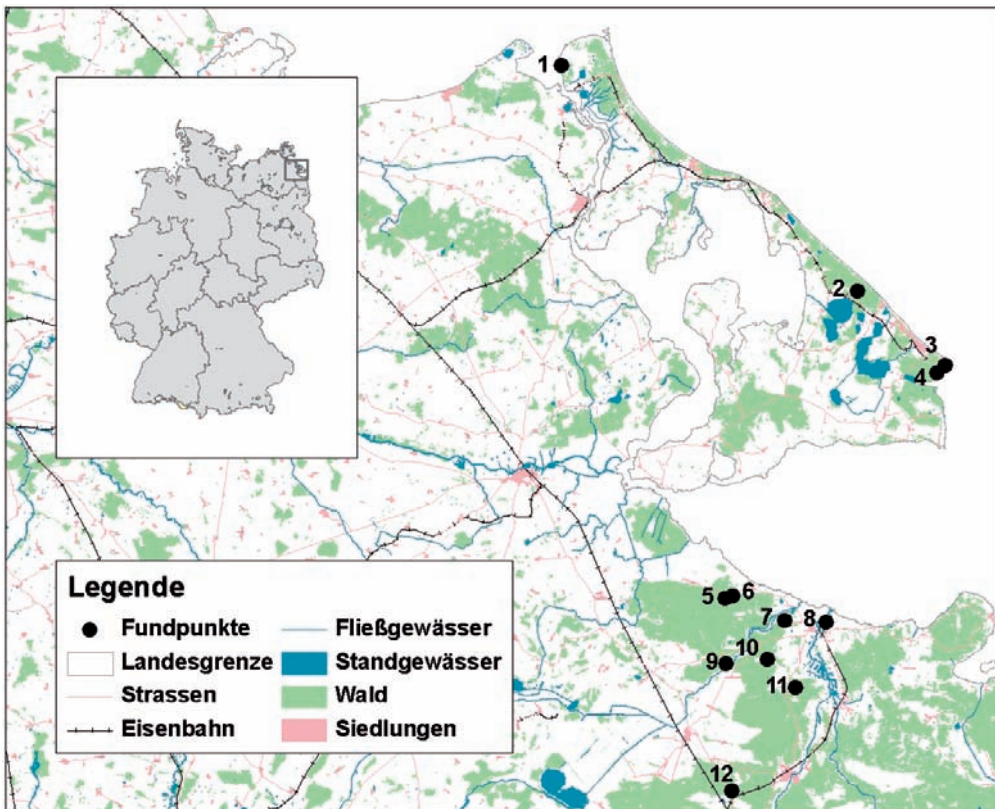 1
2
3
4
5
6
7
8
9
10
11
12
Legende
Fundpunkte
Landesgrenze
Strassen
Eisenbahn
Fließgewässer
Standgewässer
Wald
Siedlungen